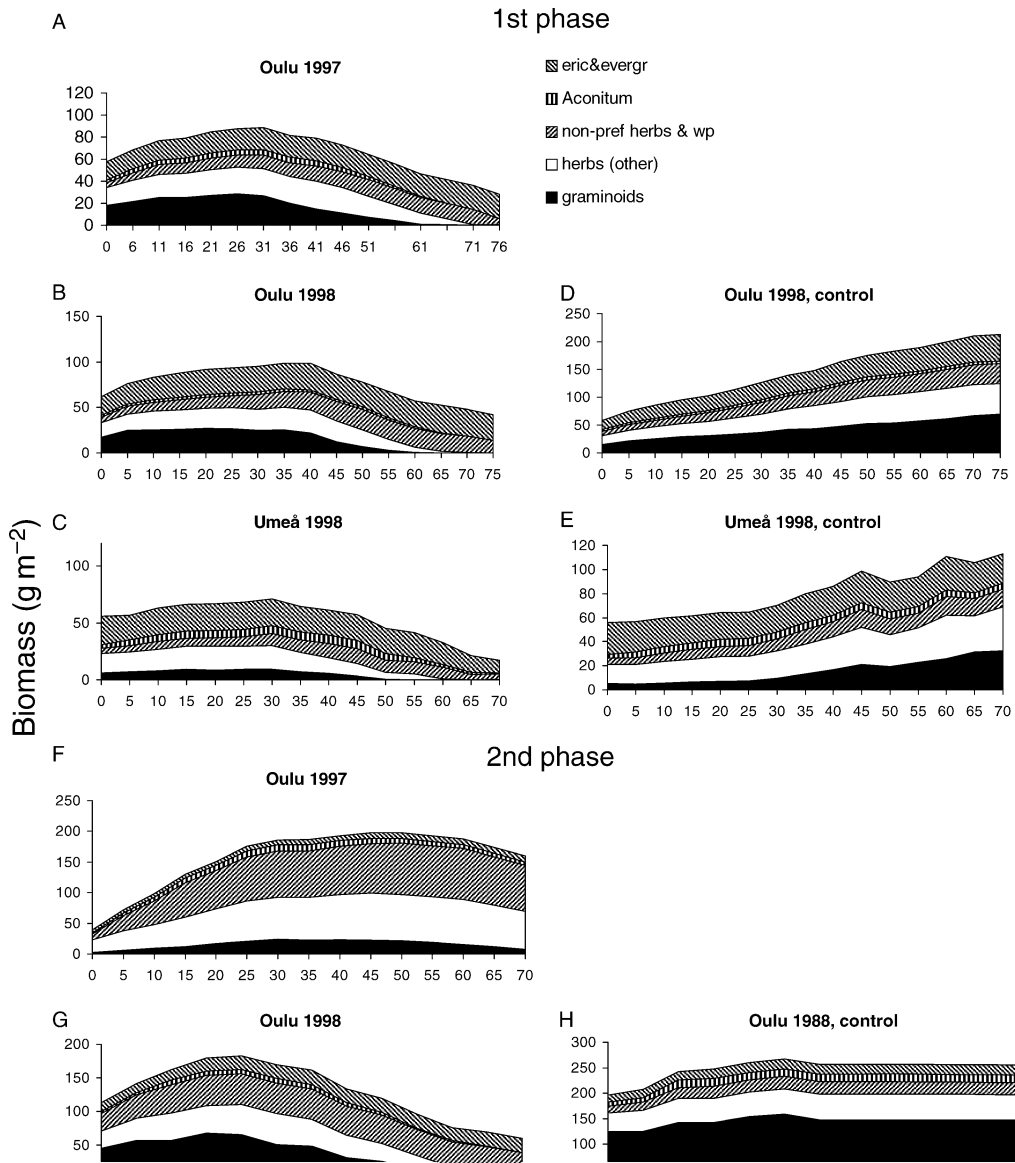 A
1st phase
Oulu 1997
eric&evergr
Aconitum
non-pref herbs & wp
herbs (other)
graminoids
120
100
80
60
40
20
0
0 6 11 16 21 26 31 36 41 46 51 61 71 76
B
Oulu 1998
150
100
50
0
0 5 10 15 20 25 30 35 40 45 50 55 60 65 70 75
D
Oulu 1998, control
250
200
150
100
50
0
0 5 10 15 20 25 30 35 40 45 50 55 60 65 70 75
Biomass (g m−2)
C
Umeå 1998
100
50
0
0 5 10 15 20 25 30 35 40 45 50 55 60 65 70
E
Umeå 1998, control
120
100
80
60
40
20
0
0 5 10 15 20 25 30 35 40 45 50 55 60 65 70
F
2nd phase
Oulu 1997
250
200
150
100
50
0
0 5 10 15 20 25 30 35 40 45 50 55 60 65 70
G
Oulu 1998
200
150
100
50
H
Oulu 1988, control
300
250
200
150
100